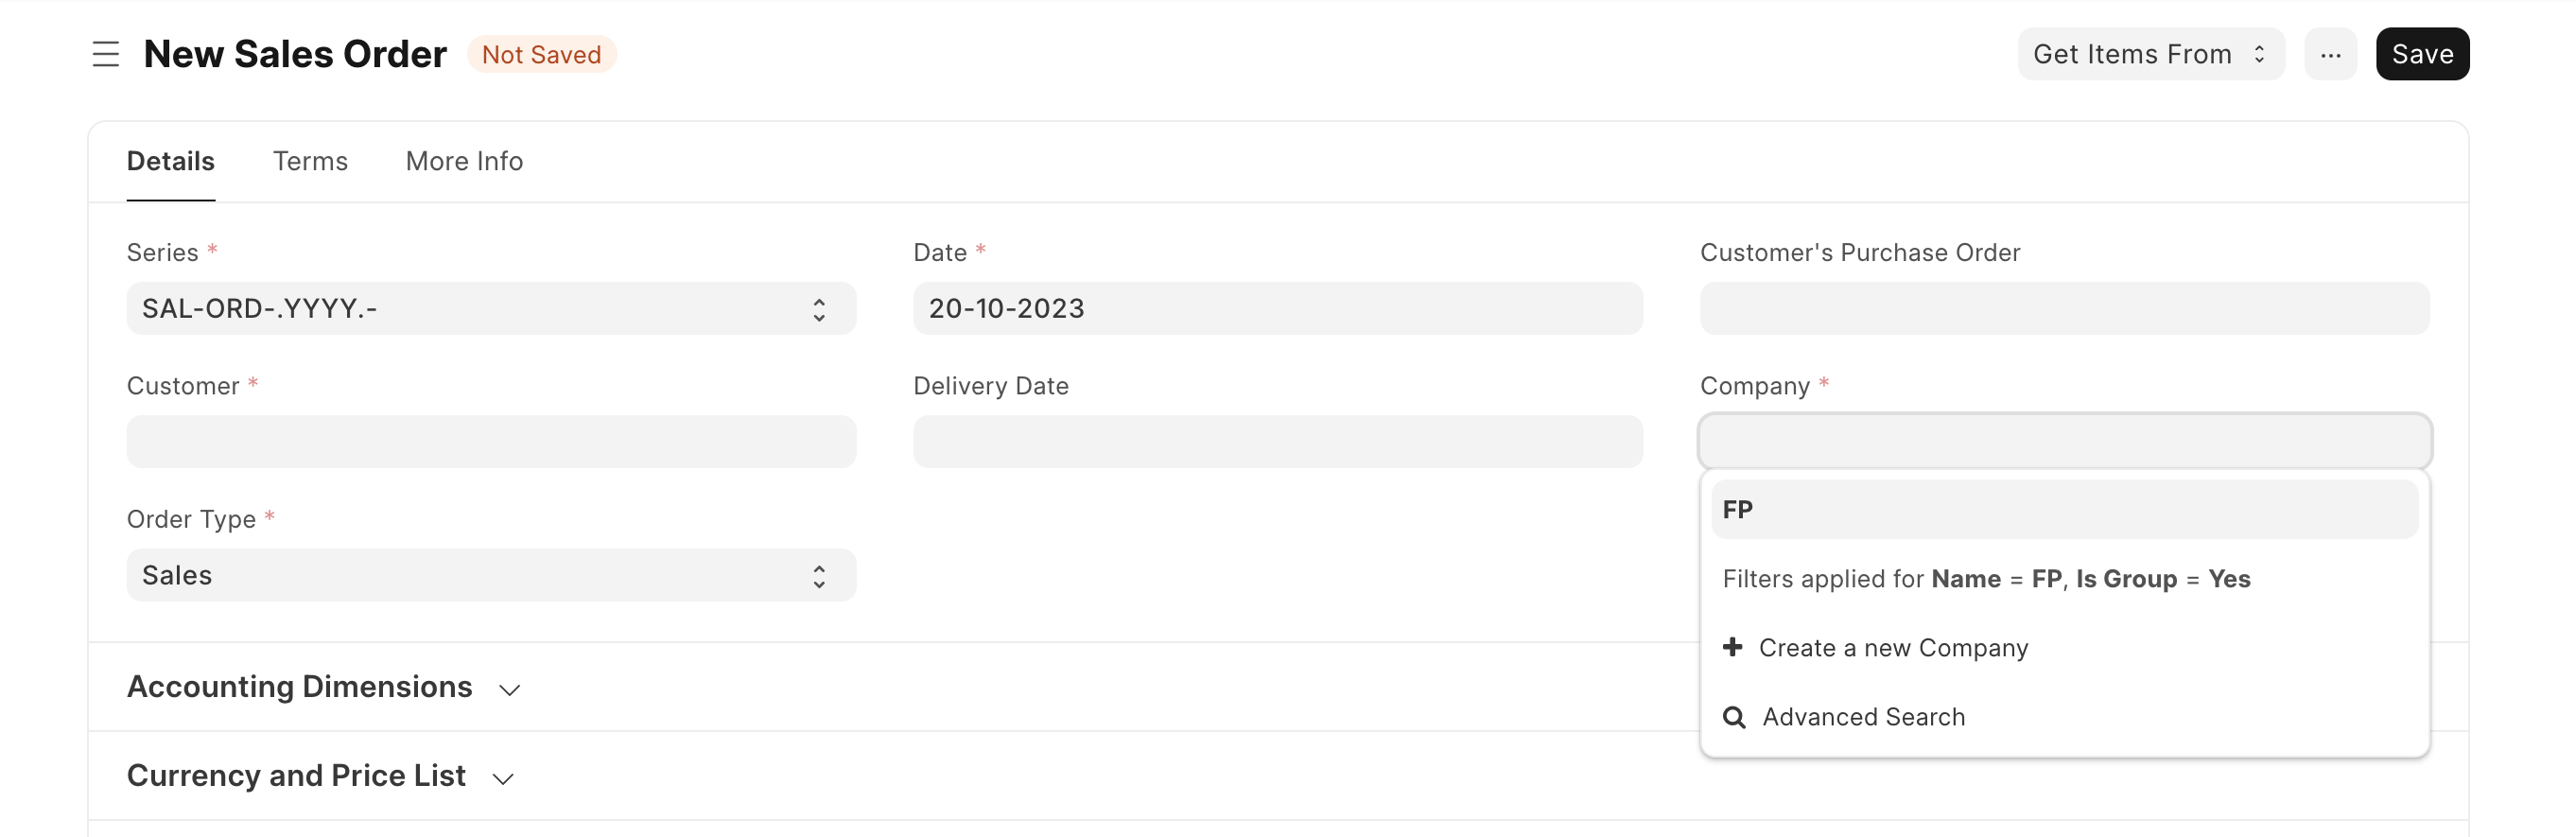 New Sales Order Not Saved Get Items From ... Save
Details Terms More Info
Series * Date * Customer's Purchase Order
SAL-ORD-.YYYY.- 20-10-2023
Customer * Delivery Date Company *
FP
Order Type *
Sales
Filters applied for Name = FP, Is Group = Yes
Create a new Company
Accounting Dimensions
Advanced Search
Currency and Price List